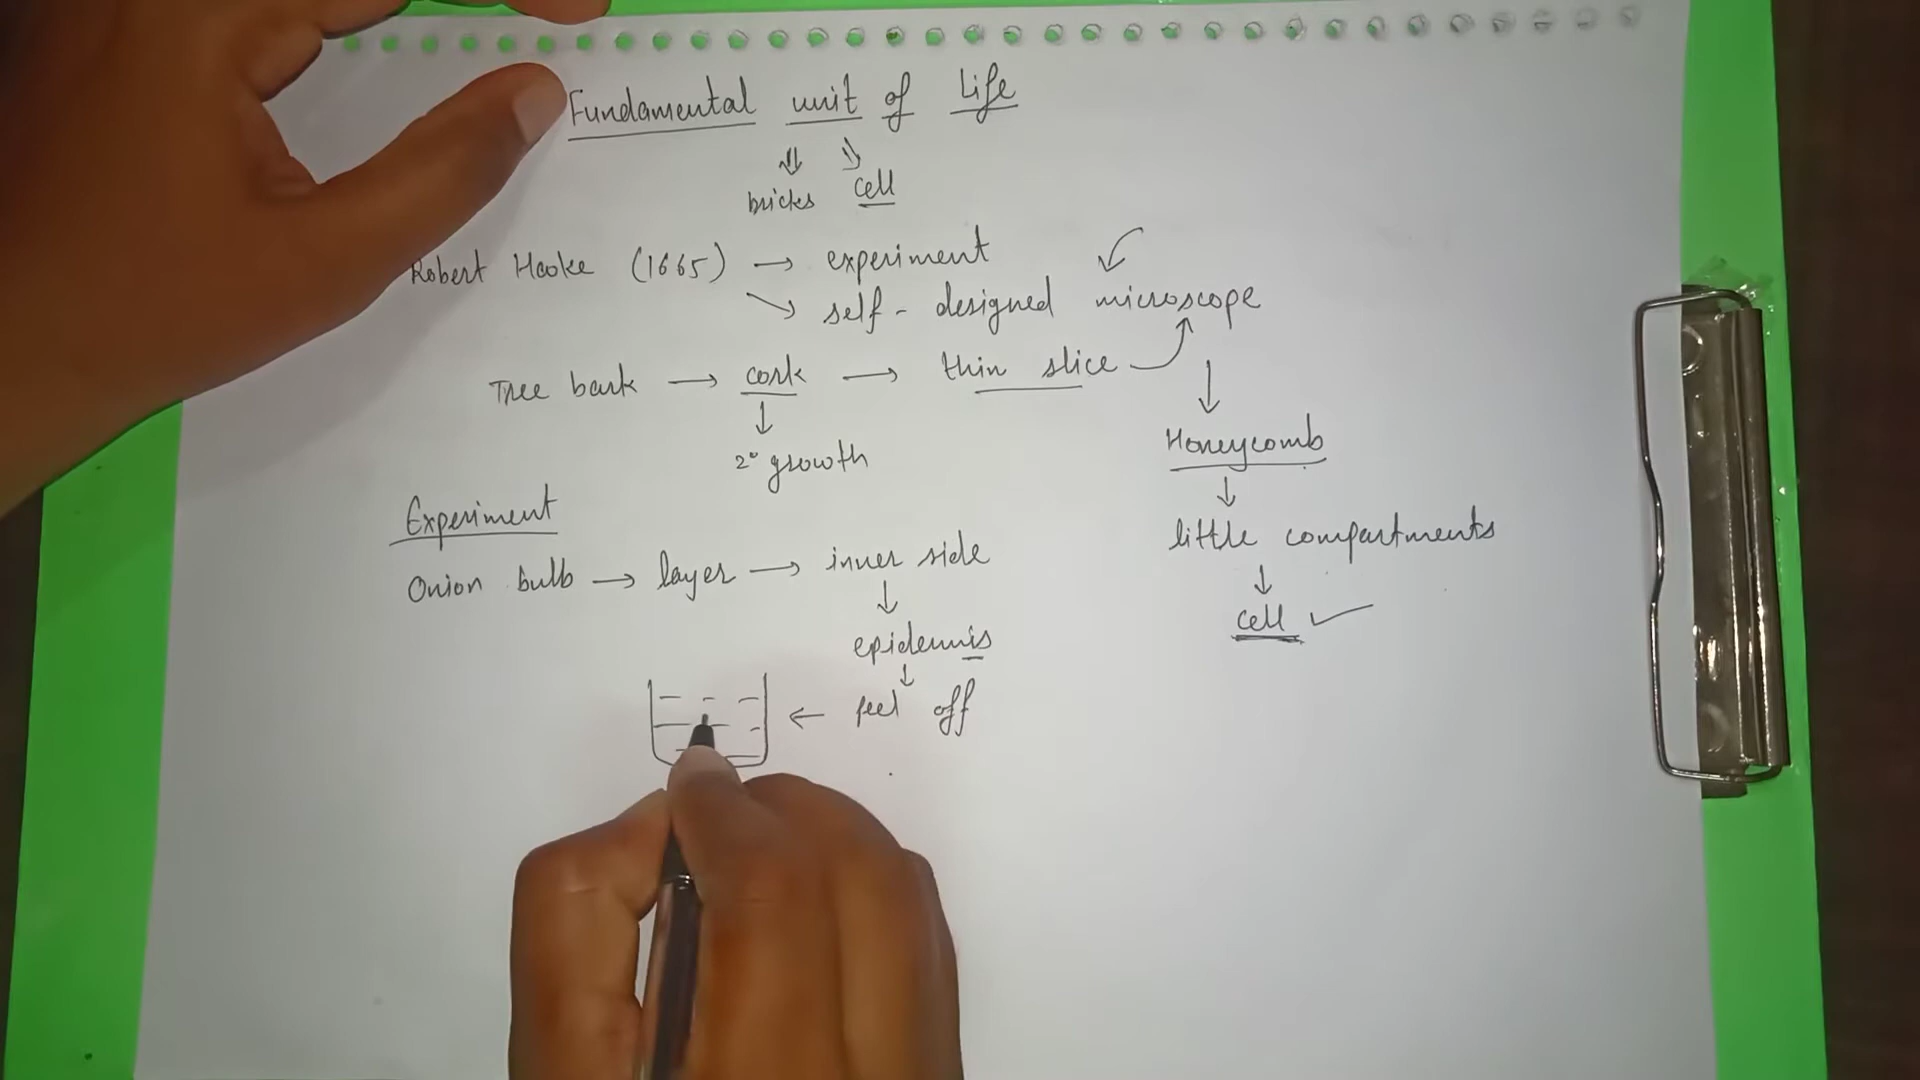 Fundamental unit of Life
⇓ ⇓
bricks cell
Robert Hooke (1665) → experiment
→ self - designed microscope
Tree bark → cork → thin slice
↓
2° growth
Honeycomb
↓
little compartments
↓
cell ✓
Experiment
Onion bulb → layer → inner side
↓
epidermis
↓
← peel off